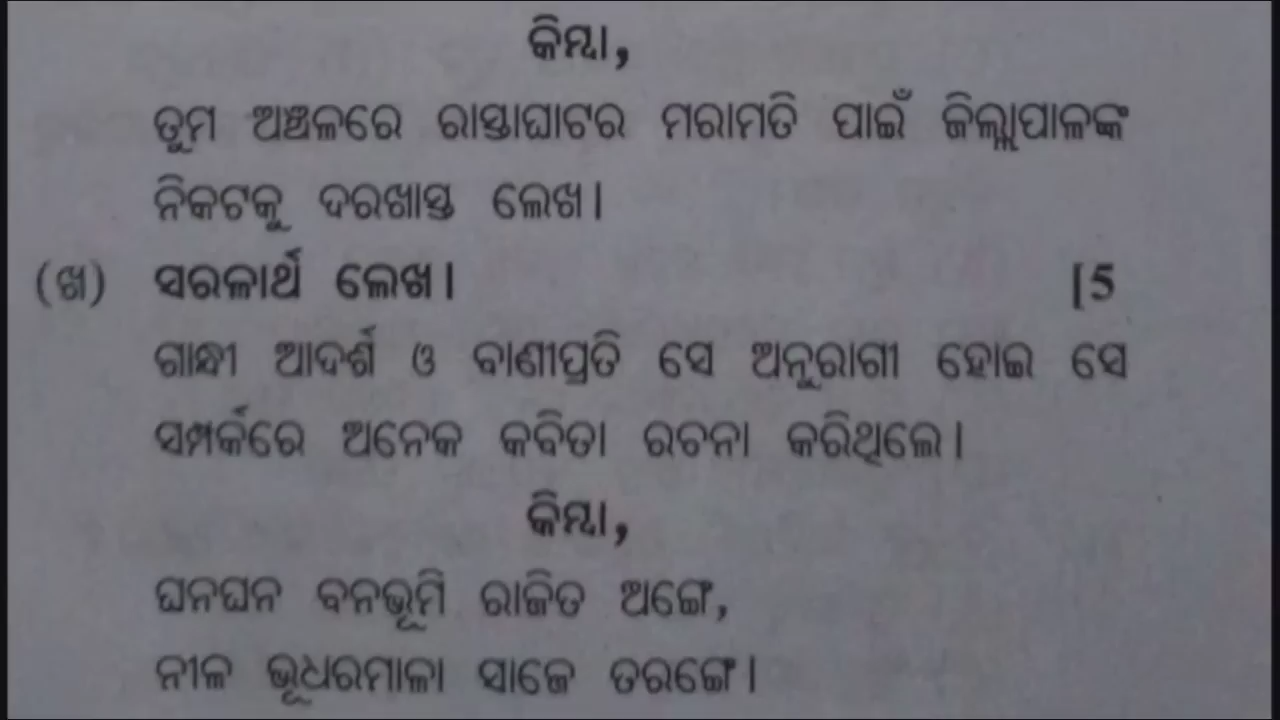 କିମ୍ବା,
ତୁମ ଅଞ୍ଚଳରେ ରାସ୍ତାଘାଟର ମରାମତି ପାଇଁ ଜିଲ୍ଲାପାଳଙ୍କ
ନିକଟକୁ ଦରଖାସ୍ତ ଲେଖ।
(ଖ) ସରଳାର୍ଥ ଲେଖ। [5
ଗାନ୍ଧୀ ଆଦର୍ଶ ଓ ବାଣୀପ୍ରତି ସେ ଅନୁରାଗୀ ହୋଇ ସେ
ସମ୍ପର୍କରେ ଅନେକ କବିତା ରଚନା କରିଥିଲେ।
କିମ୍ବା,
ଘନଘନ ବନଭୂମି ରାଜିତ ଅଙ୍ଗେ,
ନୀଳ ଭୂଧରମାଳା ସାଜେ ତରଙ୍ଗେ।